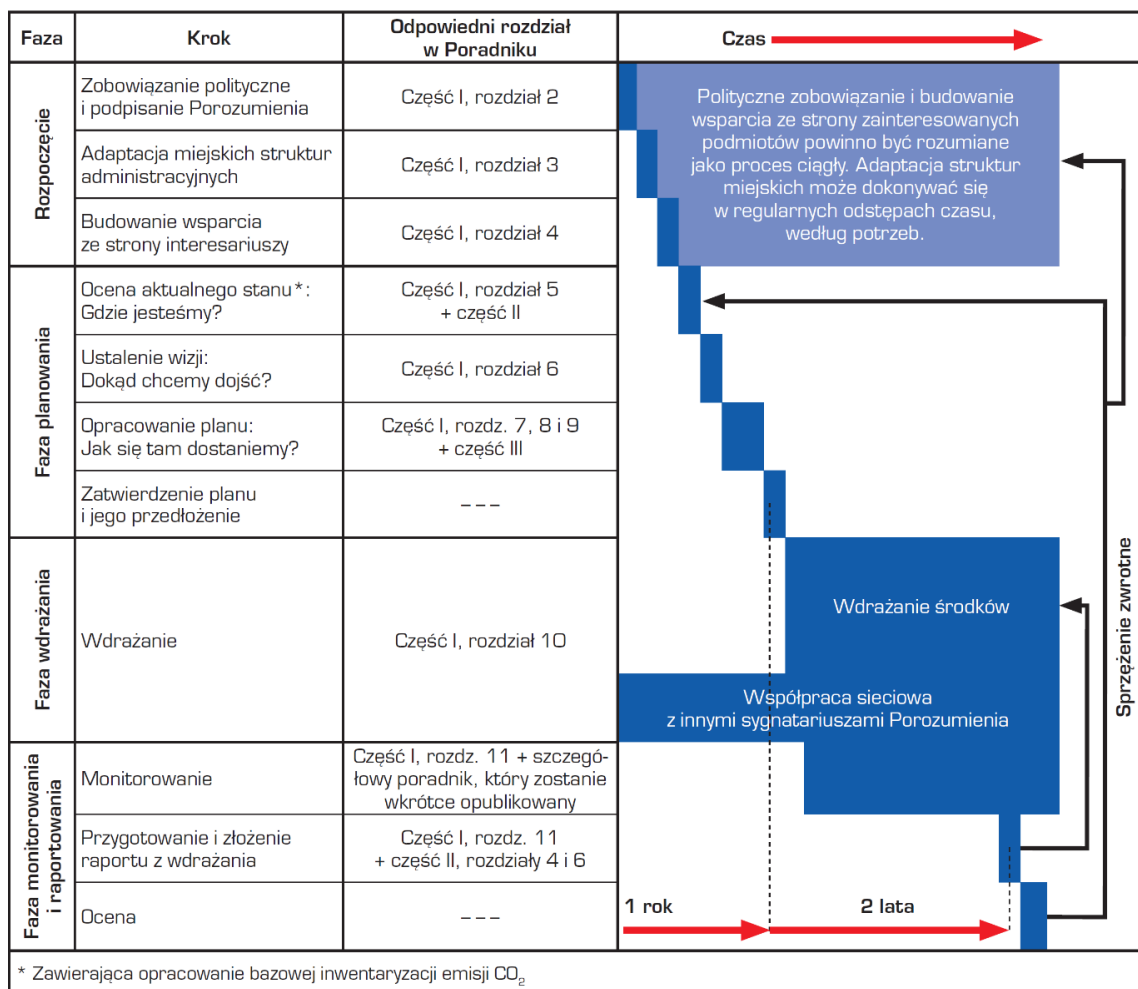 Faza
Krok
Odpowiedni rozdział
w Poradniku
Czas
Rozpoczęcie
Zobowiązanie polityczne
i podpisanie Porozumienia
Część I, rozdział 2
Adaptacja miejskich struktur
administracyjnych
Część I, rozdział 3
Budowanie wsparcia
ze strony interesariuszy
Część I, rozdział 4
Polityczne zobowiązanie i budowanie
wsparcia ze strony zainteresowanych
podmiotów powinno być rozumiane
jako proces ciągły. Adaptacja struktur
miejskich może dokonywać się
w regularnych odstępach czasu,
według potrzeb.
Faza planowania
Ocena aktualnego stanu*:
Gdzie jesteśmy?
Część I, rozdział 5
+ część II
Ustalenie wizji:
Dokąd chcemy dojść?
Część I, rozdział 6
Opracowanie planu:
Jak się tam dostaniemy?
Część I, rozdz. 7, 8 i 9
+ część III
Zatwierdzenie planu
i jego przedłożenie
– – –
Faza wdrażania
Wdrażanie
Część I, rozdział 10
Wdrażanie środków
Współpraca sieciowa
z innymi sygnatariuszami Porozumienia
Sprzężenie zwrotne
Faza monitorowania
i raportowania
Monitorowanie
Część I, rozdz. 11 + szczegó-
łowy poradnik, który zostanie
wkrótce opublikowany
Przygotowanie i złożenie
raportu z wdrażania
Część I, rozdz. 11
+ część II, rozdziały 4 i 6
Ocena
– – –
1 rok
2 lata
* Zawierająca opracowanie bazowej inwentaryzacji emisji CO₂